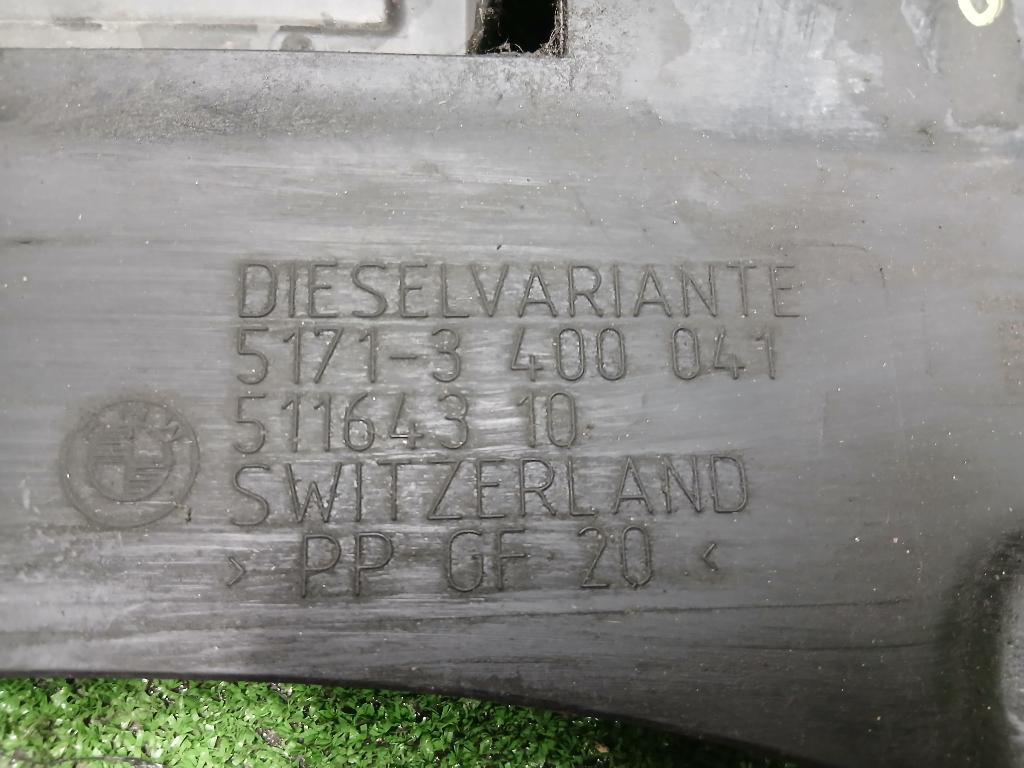 DIESELVARIANTE
5171-3 400 041
511643 10
SWITZERLAND
> PP GF 20 <